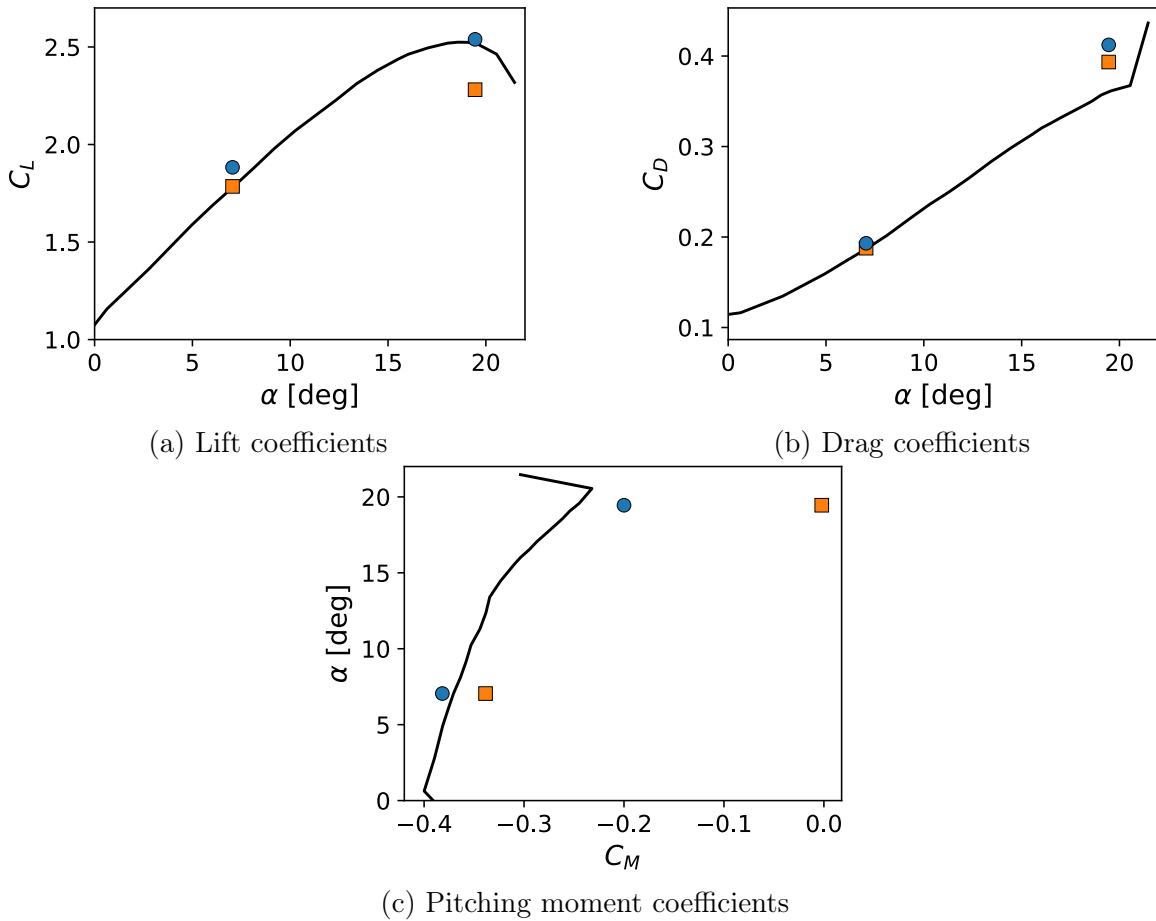 2.5
2.0
1.5
1.0
C_L
0 5 10 15 20
α [deg]
(a) Lift coefficients
0.4
0.3
0.2
0.1
C_D
0 5 10 15 20
α [deg]
(b) Drag coefficients
20
15
10
5
0
α [deg]
−0.4 −0.3 −0.2 −0.1 0.0
C_M
(c) Pitching moment coefficients